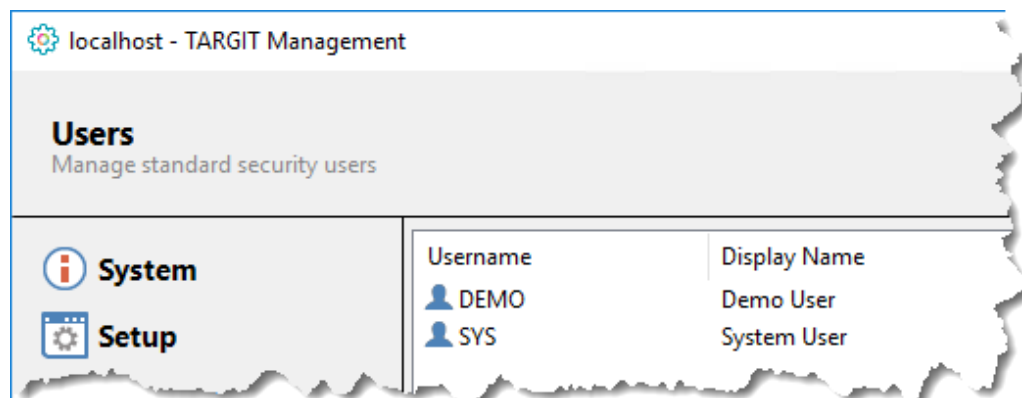 localhost - TARGIT Management
Users
Manage standard security users
System
Setup
Username Display Name
DEMO Demo User
SYS System User